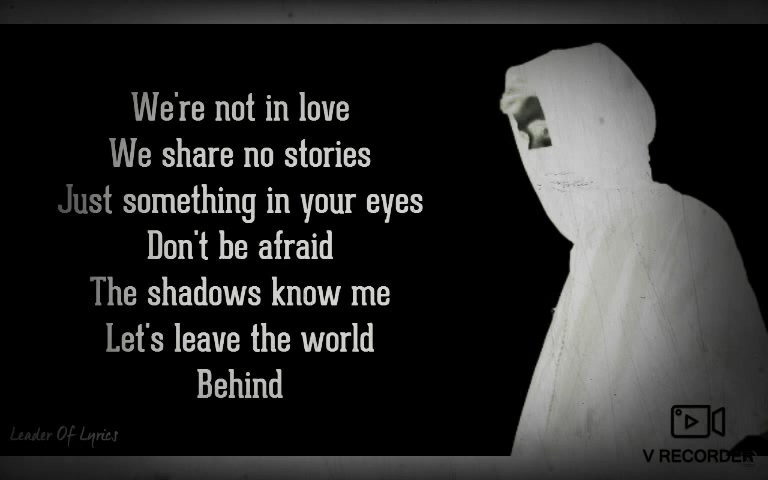 We're not in love
We share no stories
Just something in your eyes
Don't be afraid
The shadows know me
Let's leave the world
Behind
Leader Of Lyrics
V RECORDER